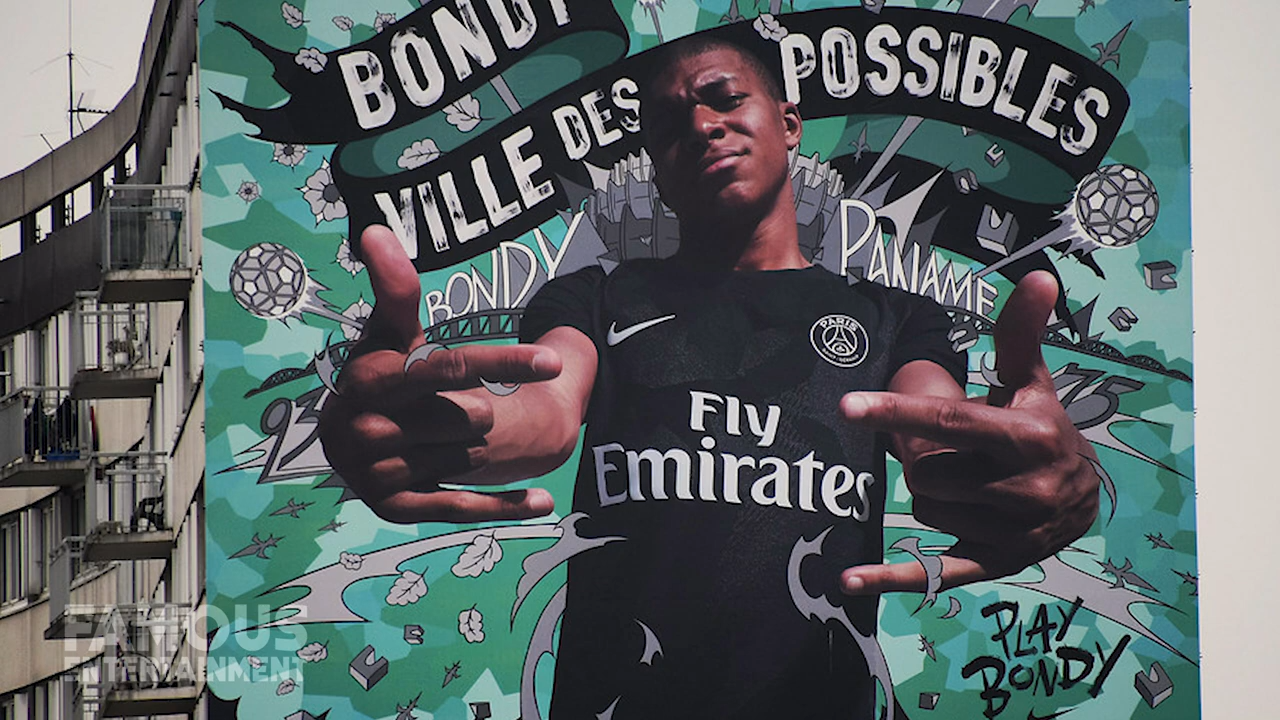 BONDY
VILLE DES
POSSIBLES
BONDY
PANAME
PARIS
Fly
Emirates
PLAY
BONDY
FAMOUS
ENTERTAINMENT